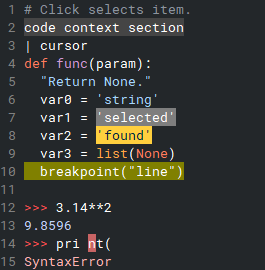 1 # Click selects item.
2 code context section
3 | cursor
4 def func(param):
5   "Return None."
6   var0 = 'string'
7   var1 = 'selected'
8   var2 = 'found'
9   var3 = list(None)
10   breakpoint("line")
11
12 >>> 3.14**2
13 9.8596
14 >>> pri nt(
15 SyntaxError